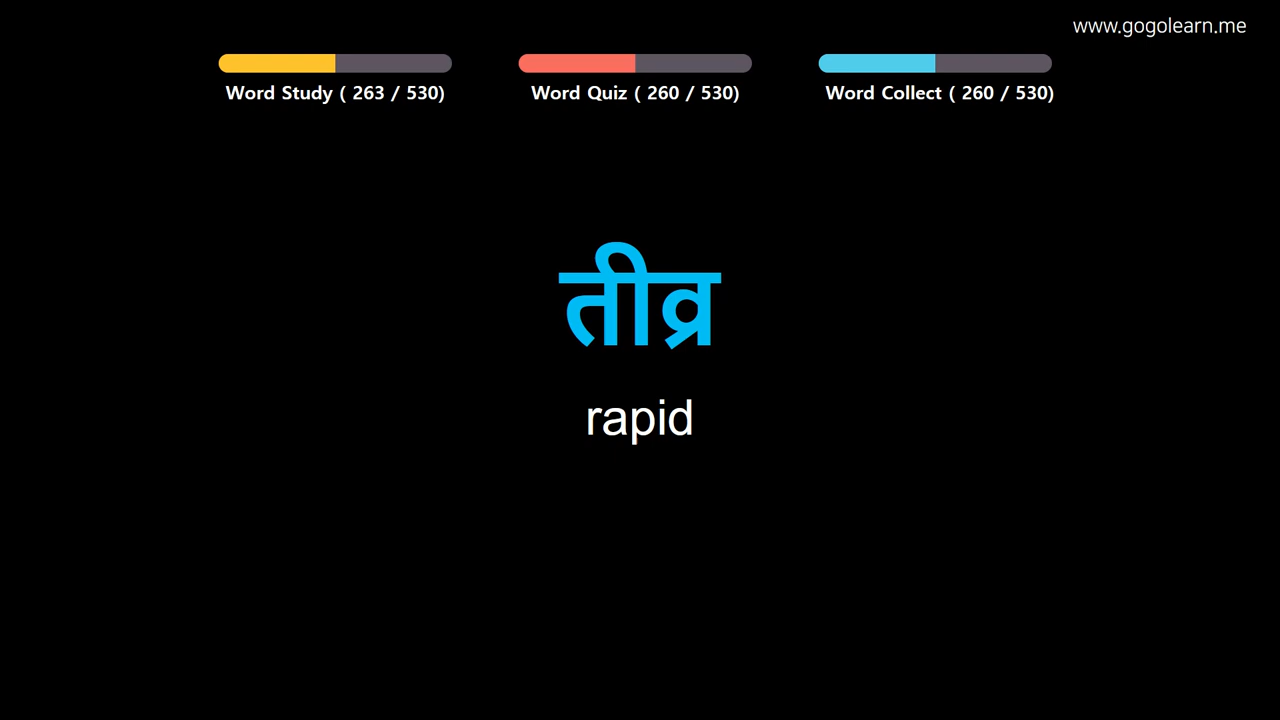 www.gogolearn.me
Word Study ( 263 / 530)
Word Quiz ( 260 / 530)
Word Collect ( 260 / 530)
तीव्र
rapid